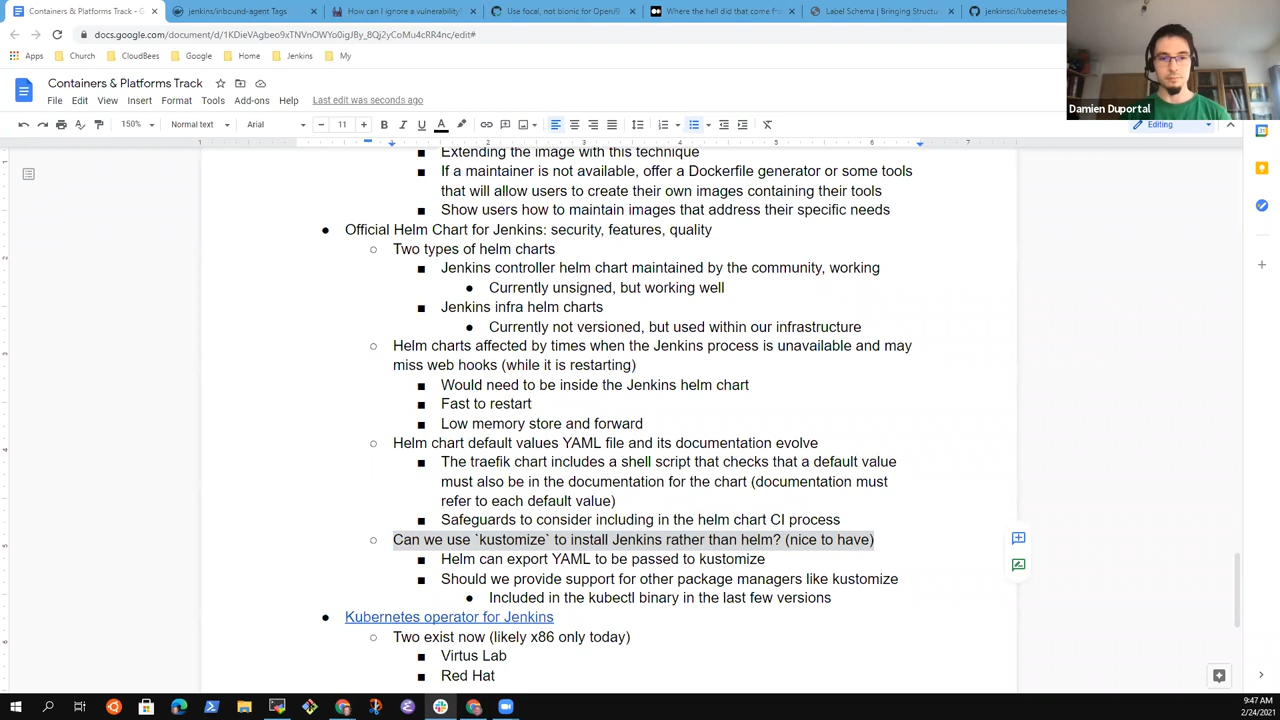 Containers & Platforms Track - G
jenkins/inbound-agent Tags
How can I ignore a vulnerability?
Use focal, not bionic for OpenJ
Where the hell did that come fr
Label Schema | Bringing Structu
jenkinsci/kubernetes-o
docs.google.com/document/d/1KDieVAgbeo9xTNVnOWYo0igJ8y_8Qj2yCoMu4cRR4nc/edit#
Apps
Church
CloudBees
Google
Home
Jenkins
My
Containers & Platforms Track
File Edit View Insert Format Tools Add-ons Help Last edit was seconds ago
Damien Duportal
150% Normal text Arial 11 B I U A Editing
1 1 2 3 4 5 6 7
Extending the image with this technique
If a maintainer is not available, offer a Dockerfile generator or some tools
that will allow users to create their own images containing their tools
Show users how to maintain images that address their specific needs
Official Helm Chart for Jenkins: security, features, quality
Two types of helm charts
Jenkins controller helm chart maintained by the community, working
Currently unsigned, but working well
Jenkins infra helm charts
Currently not versioned, but used within our infrastructure
Helm charts affected by times when the Jenkins process is unavailable and may
miss web hooks (while it is restarting)
Would need to be inside the Jenkins helm chart
Fast to restart
Low memory store and forward
Helm chart default values YAML file and its documentation evolve
The traefik chart includes a shell script that checks that a default value
must also be in the documentation for the chart (documentation must
refer to each default value)
Safeguards to consider including in the helm chart CI process
Can we use `kustomize` to install Jenkins rather than helm? (nice to have)
Helm can export YAML to be passed to kustomize
Should we provide support for other package managers like kustomize
Included in the kubectl binary in the last few versions
Kubernetes operator for Jenkins
Two exist now (likely x86 only today)
Virtus Lab
Red Hat
9:47 AM
2/24/2021